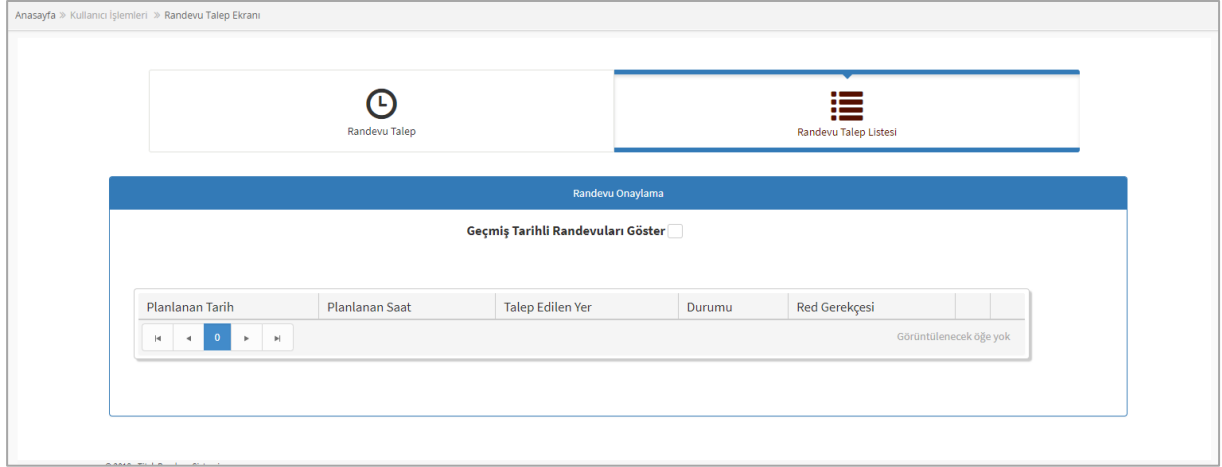 Anasayfa » Kullanıcı İşlemleri » Randevu Talep Ekranı
Randevu Talep
Randevu Talep Listesi
Randevu Onaylama
Geçmiş Tarihli Randevuları Göster
Planlanan Tarih Planlanan Saat Talep Edilen Yer Durumu Red Gerekçesi
0 Görüntülenecek öğe yok